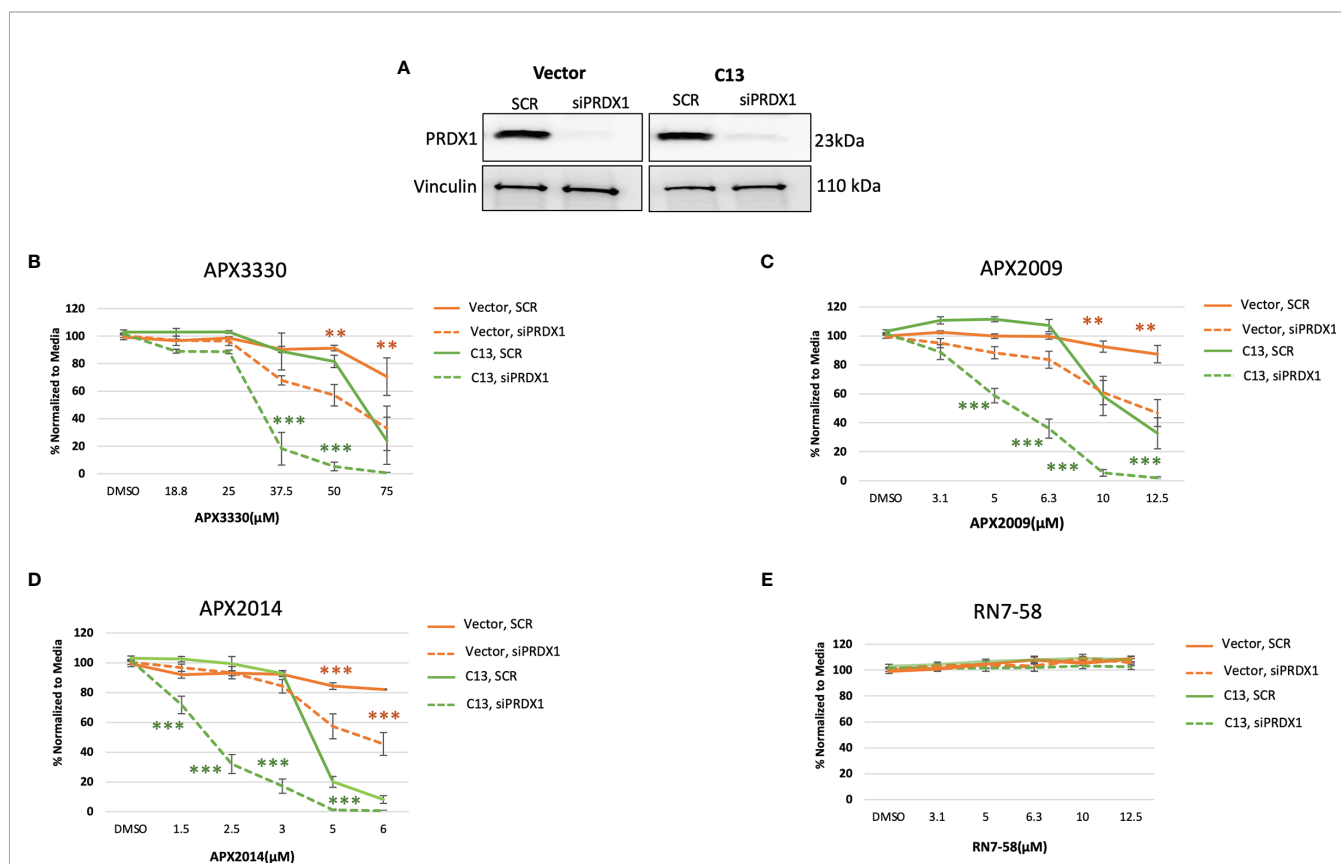 A
Vector
C13
SCR siPRDX1
SCR siPRDX1
PRDX1
23kDa
Vinculin
110 kDa
B
APX3330
120
100
80
60
40
20
0
% Normalized to Media
DMSO 18.8 25 37.5 50 75
APX3330(µM)
** **
*** ***
Vector, SCR
Vector, siPRDX1
C13, SCR
C13, siPRDX1
C
APX2009
120
100
80
60
40
20
0
% Normalized to Media
DMSO 3.1 5 6.3 10 12.5
APX2009(µM)
** **
*** *** *** ***
Vector, SCR
Vector, siPRDX1
C13, SCR
C13, siPRDX1
D
APX2014
120
100
80
60
40
20
0
% Normalized to Media
DMSO 1.5 2.5 3 5 6
APX2014(µM)
*** ***
*** *** *** ***
Vector, SCR
Vector, siPRDX1
C13, SCR
C13, siPRDX1
E
RN7-58
120
100
80
60
40
20
0
% Normalized to Media
DMSO 3.1 5 6.3 10 12.5
RN7-58(µM)
Vector, SCR
Vector, siPRDX1
C13, SCR
C13, siPRDX1